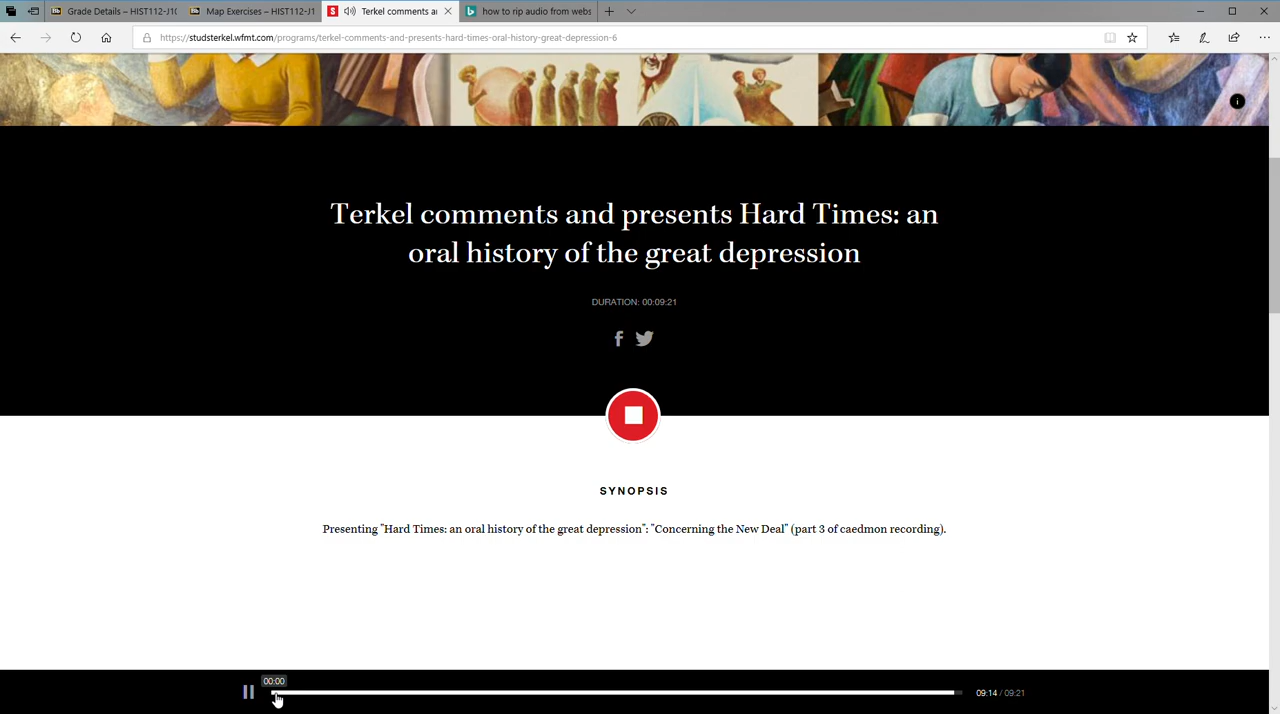 Grade Details – HIST112-J10
Map Exercises – HIST112-J1
S Terkel comments a
b how to rip audio from webs
https://studsterkel.wfmt.com/programs/terkel-comments-and-presents-hard-times-oral-history-great-depression-6
i
Terkel comments and presents Hard Times: an
oral history of the great depression
DURATION: 00:09:21
f
SYNOPSIS
Presenting "Hard Times: an oral history of the great depression": "Concerning the New Deal" (part 3 of caedmon recording).
00:00
09:14 / 09:21